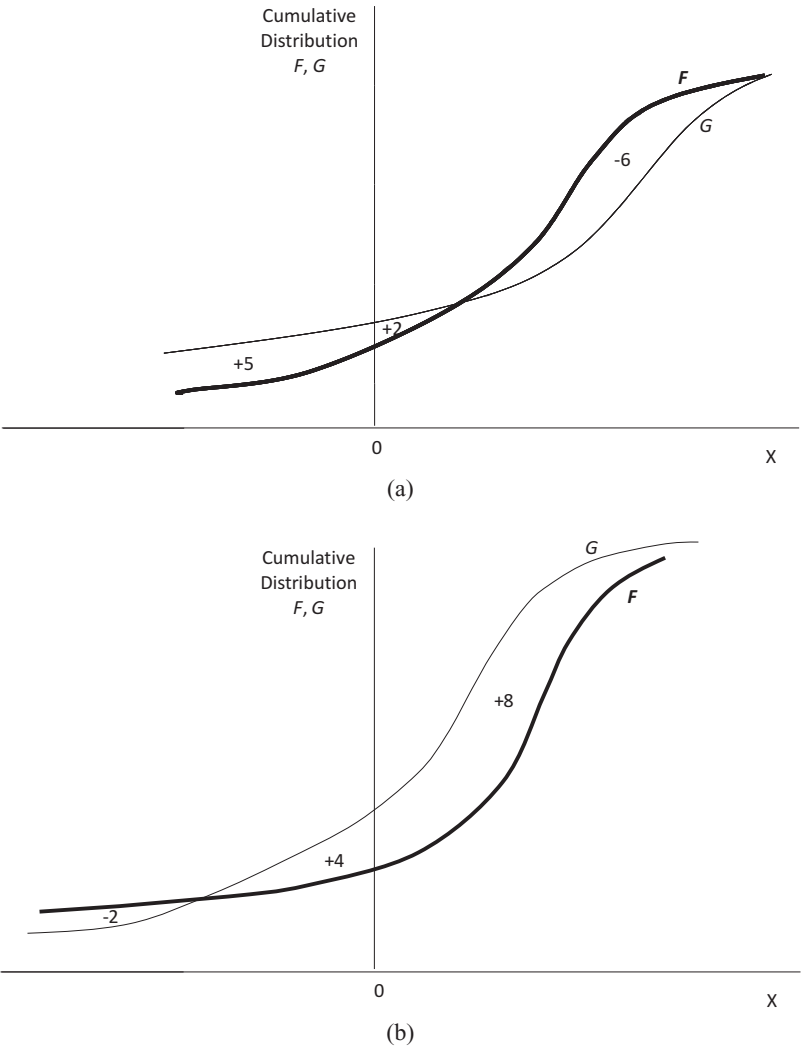 Cumulative
Distribution
F, G
F
G
-6
+2
+5
0
X
(a)
Cumulative
Distribution
F, G
G
F
+8
+4
-2
0
X
(b)